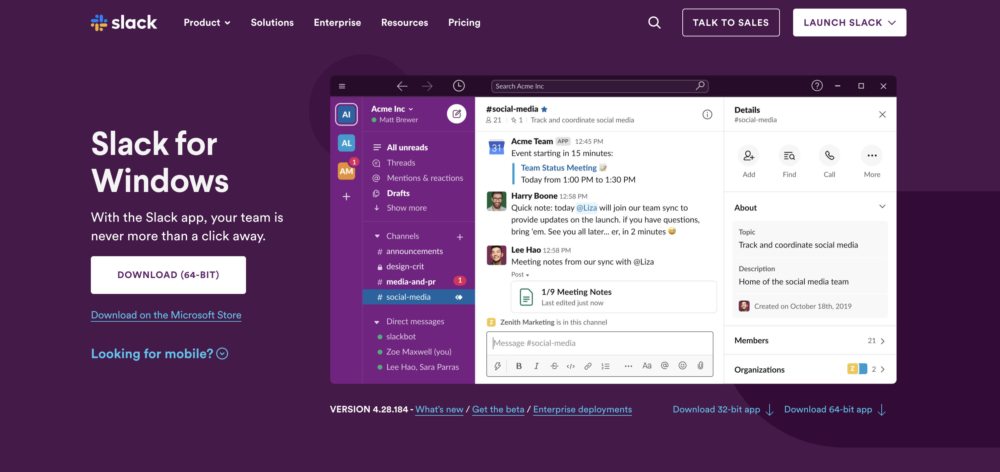 slack
Product
Solutions
Enterprise
Resources
Pricing
TALK TO SALES
LAUNCH SLACK
Slack for
Windows
With the Slack app, your team is
never more than a click away.
DOWNLOAD (64-BIT)
Download on the Microsoft Store
Looking for mobile?
Search Acme Inc
AI
AL
1
AM
Acme Inc
Matt Brewer
All unreads
Threads
Mentions & reactions
Drafts
Show more
Channels
# announcements
design-crit
# media-and-pr 1
# social-media
Direct messages
slackbot
Zoe Maxwell (you)
Lee Hao, Sara Parras
#social-media
21 1 Track and coordinate social media
31
Acme Team APP 12:45 PM
Event starting in 15 minutes:
Team Status Meeting
Today from 1:00 PM to 1:30 PM
Harry Boone 12:58 PM
Quick note: today @Liza will join our team sync to
provide updates on the launch. if you have questions,
bring ‘em. See you all later... er, in 2 minutes 😅
Lee Hao 12:58 PM
Meeting notes from our sync with @Liza
Post
1/9 Meeting Notes
Last edited just now
Z Zenith Marketing is in this channel
Message #social-media
B I S </> Aa @
Details
#social-media
Add
Find
Call
More
About
Topic
Track and coordinate social media
Description
Home of the social media team
Created on October 18th, 2019
Members 21
Organizations Z 2
VERSION 4.28.184 - What’s new / Get the beta / Enterprise deployments
Download 32-bit app
Download 64-bit app